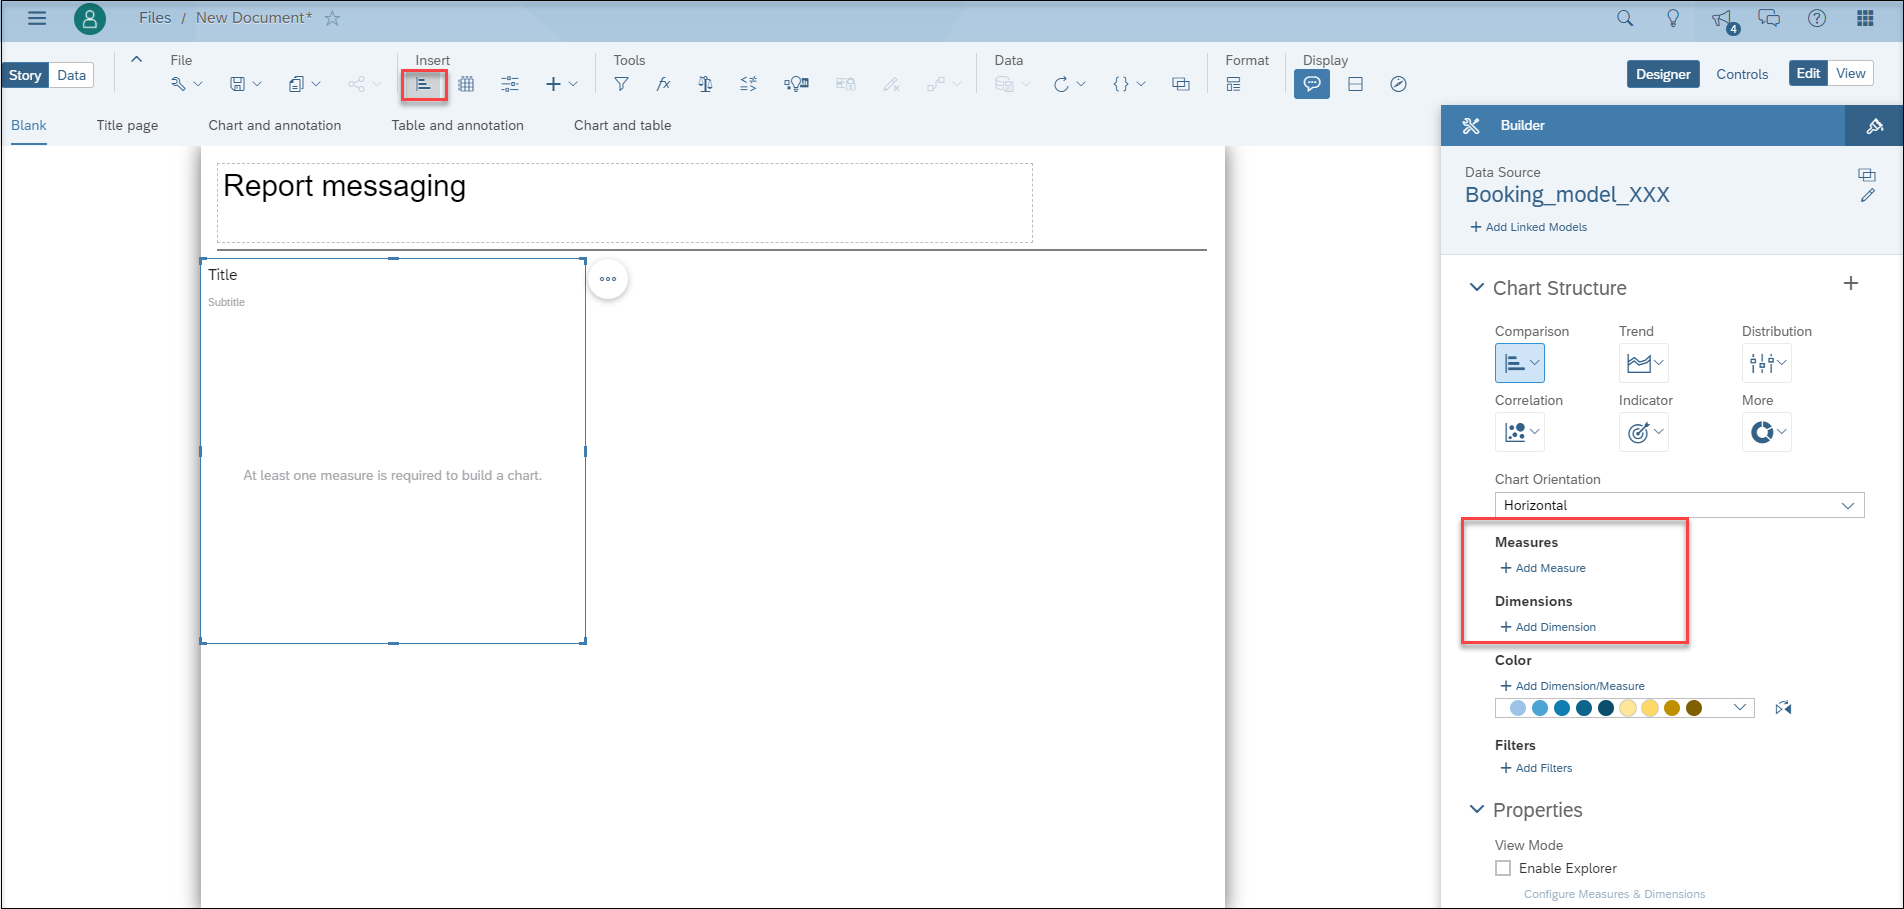 Files / New Document*
4
Story Data
File
Insert
Tools
Data
Format
Display
Designer Controls Edit View
Blank Title page Chart and annotation Table and annotation Chart and table
Builder
Report messaging
Title
Subtitle
At least one measure is required to build a chart.
Data Source
Booking_model_XXX
+ Add Linked Models
Chart Structure
Comparison Trend Distribution
Correlation Indicator More
Chart Orientation
Horizontal
Measures
+ Add Measure
Dimensions
+ Add Dimension
Color
+ Add Dimension/Measure
Filters
+ Add Filters
Properties
View Mode
Enable Explorer
Configure Measures & Dimensions